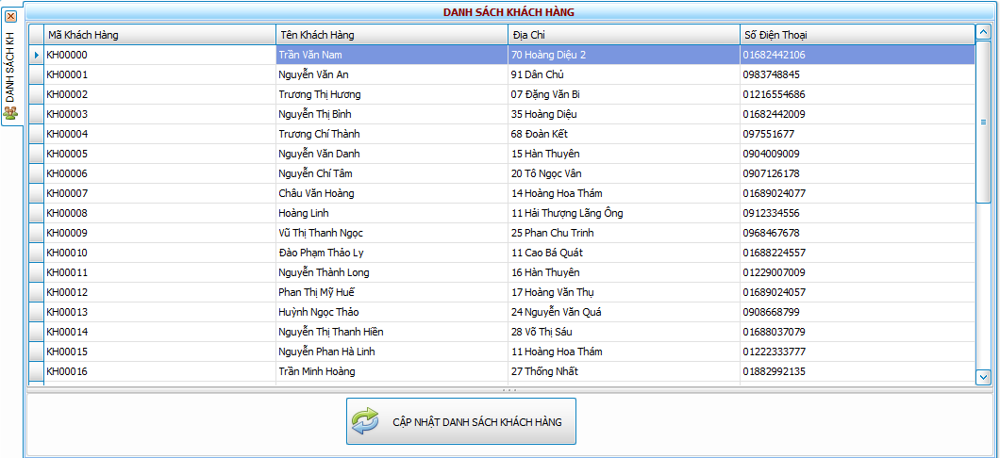 DANH SÁCH KHÁCH HÀNG
DANH SÁCH KH
Mã Khách Hàng Tên Khách Hàng Địa Chỉ Số Điện Thoại
KH00000 Trần Văn Nam 70 Hoàng Diệu 2 01682442106
KH00001 Nguyễn Văn An 91 Dân Chủ 0983748845
KH00002 Trương Thị Hương 07 Đặng Văn Bi 01216554686
KH00003 Nguyễn Thị Bình 35 Hoàng Diệu 01682442009
KH00004 Trương Chí Thành 68 Đoàn Kết 097551677
KH00005 Nguyễn Văn Danh 15 Hàn Thuyên 0904009009
KH00006 Nguyễn Chí Tâm 20 Tô Ngọc Vân 0907126178
KH00007 Châu Văn Hoàng 14 Hoàng Hoa Thám 01689024077
KH00008 Hoàng Linh 11 Hải Thượng Lãng Ông 0912334556
KH00009 Vũ Thị Thanh Ngọc 25 Phan Chu Trinh 0968467678
KH00010 Đào Phạm Thảo Ly 11 Cao Bá Quát 01688224557
KH00011 Nguyễn Thành Long 16 Hàn Thuyên 01229007009
KH00012 Phan Thị Mỹ Huế 17 Hoàng Văn Thụ 01689024057
KH00013 Huỳnh Ngọc Thảo 24 Nguyễn Văn Quá 0908668799
KH00014 Nguyễn Thị Thanh Hiền 28 Võ Thị Sáu 01688037079
KH00015 Nguyễn Phan Hà Linh 11 Hoàng Hoa Thám 01222333777
KH00016 Trần Minh Hoàng 27 Thống Nhất 01882992135
CẬP NHẬT DANH SÁCH KHÁCH HÀNG